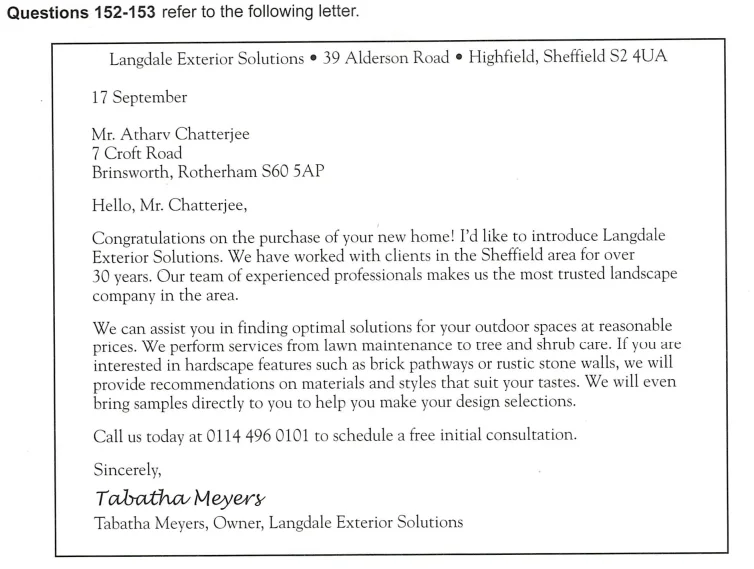 Questions 152-153 refer to the following letter.
Langdale Exterior Solutions • 39 Alderson Road • Highfield, Sheffield S2 4UA
17 September
Mr. Atharv Chatterjee
7 Croft Road
Brinsworth, Rotherham S60 5AP
Hello, Mr. Chatterjee,
Congratulations on the purchase of your new home! I'd like to introduce Langdale
Exterior Solutions. We have worked with clients in the Sheffield area for over
30 years. Our team of experienced professionals makes us the most trusted landscape
company in the area.
We can assist you in finding optimal solutions for your outdoor spaces at reasonable
prices. We perform services from lawn maintenance to tree and shrub care. If you are
interested in hardscape features such as brick pathways or rustic stone walls, we will
provide recommendations on materials and styles that suit your tastes. We will even
bring samples directly to you to help you make your design selections.
Call us today at 0114 496 0101 to schedule a free initial consultation.
Sincerely,
Tabatha Meyers
Tabatha Meyers, Owner, Langdale Exterior Solutions